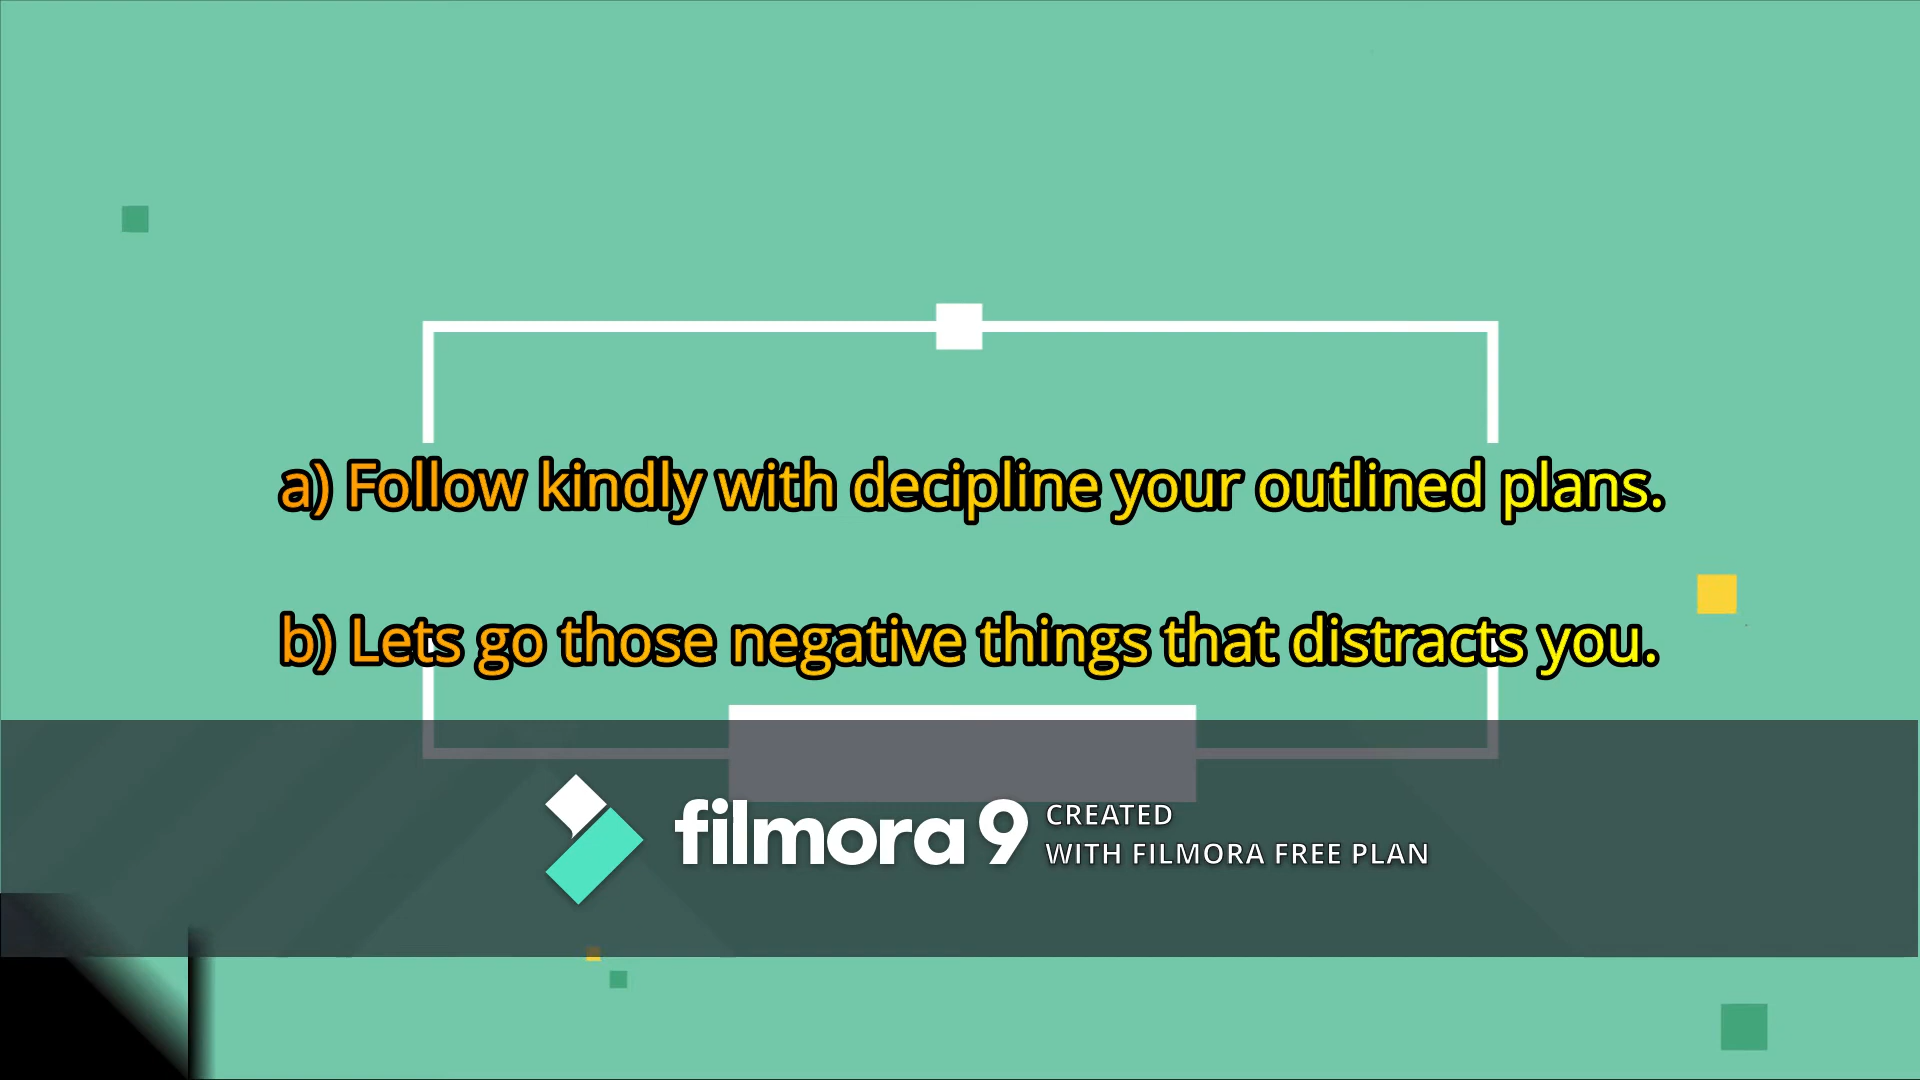 a) Follow kindly with decipline your outlined plans.
b) Lets go those negative things that distracts you.
filmora 9
CREATED
WITH FILMORA FREE PLAN